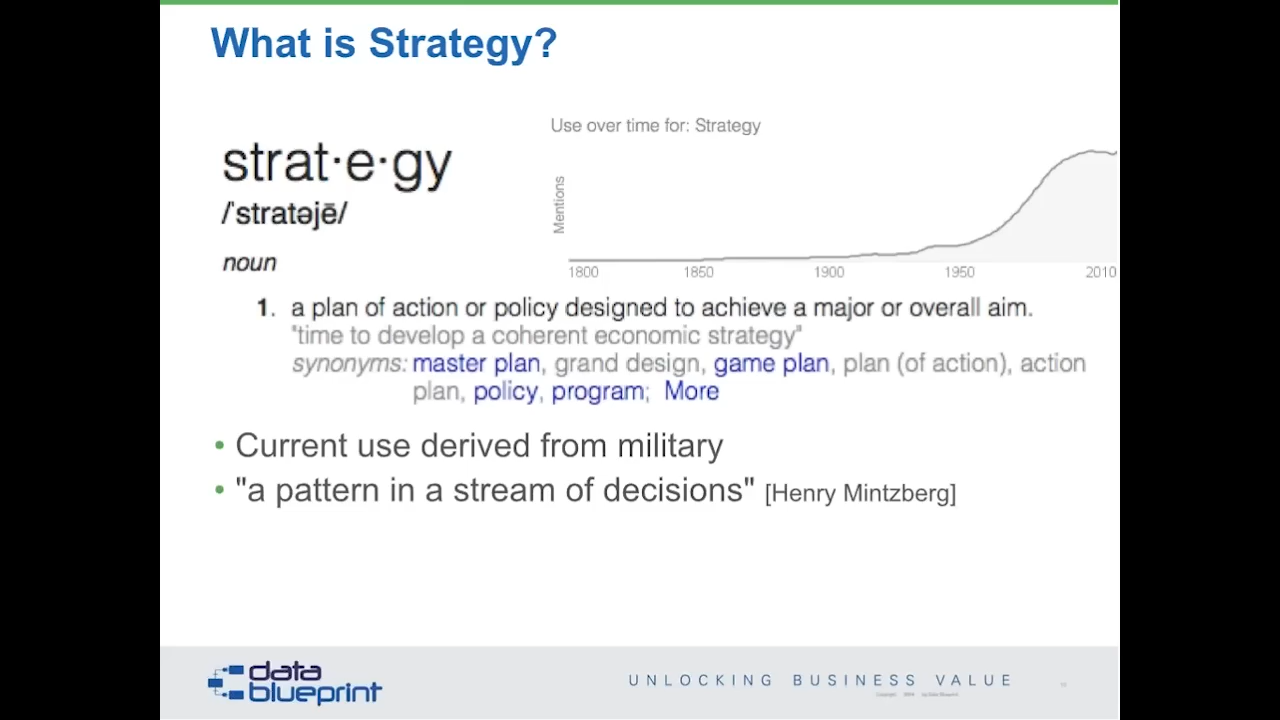 What is Strategy?
Use over time for: Strategy
strat·e·gy
/ˈstratəjē/
noun
Mentions
1800 1850 1900 1950 2010
1. a plan of action or policy designed to achieve a major or overall aim.
"time to develop a coherent economic strategy"
synonyms: master plan, grand design, game plan, plan (of action), action
plan, policy, program; More
• Current use derived from military
• "a pattern in a stream of decisions" [Henry Mintzberg]
data
blueprint
UNLOCKING BUSINESS VALUE